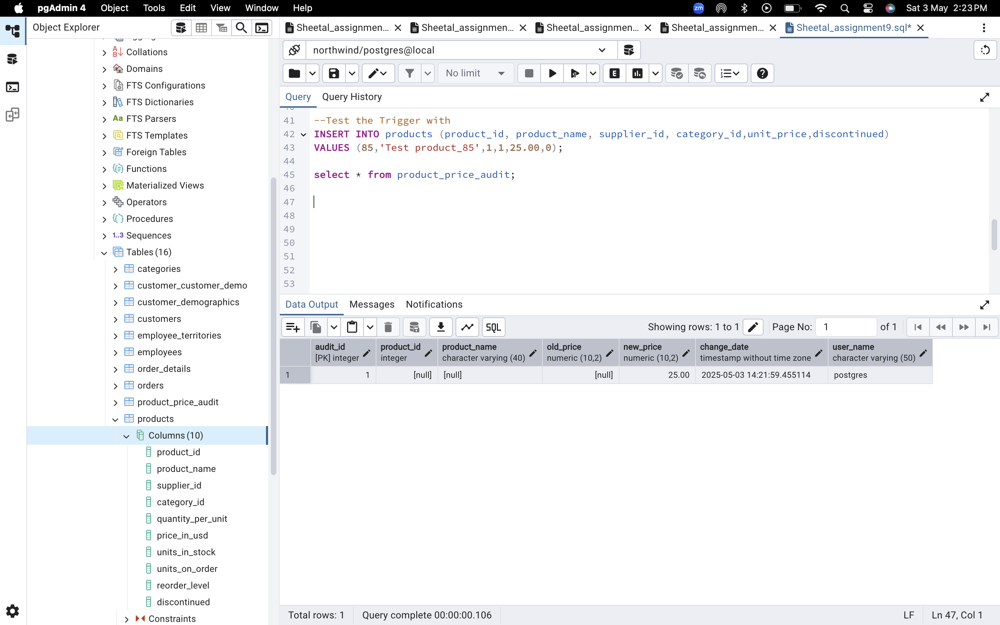 pgAdmin 4 Object Tools Edit View Window Help zm Sat 3 May 2:23 PM
Object Explorer
Collations
Domains
FTS Configurations
FTS Dictionaries
Aa FTS Parsers
FTS Templates
Foreign Tables
Functions
Materialized Views
Operators
Procedures
1..3 Sequences
Tables (16)
categories
customer_customer_demo
customer_demographics
customers
employee_territories
employees
order_details
orders
product_price_audit
products
Columns (10)
product_id
product_name
supplier_id
category_id
quantity_per_unit
price_in_usd
units_in_stock
units_on_order
reorder_level
discontinued
Constraints
Sheetal_assignmen... Sheetal_assignmen... Sheetal_assignmen... Sheetal_assignmen... Sheetal_assignment9.sql*
northwind/postgres@local
No limit E
Query Query History
41 --Test the Trigger with
42 INSERT INTO products (product_id, product_name, supplier_id, category_id,unit_price,discontinued)
43 VALUES (85,'Test product_85',1,1,25.00,0);
44
45 select * from product_price_audit;
46
47
48
49
50
51
52
53
Data Output Messages Notifications
SQL Showing rows: 1 to 1 Page No: 1 of 1
audit_id product_id product_name old_price new_price change_date user_name
[PK] integer integer character varying (40) numeric (10,2) numeric (10,2) timestamp without time zone character varying (50)
1 1 [null] [null] [null] 25.00 2025-05-03 14:21:59.455114 postgres
Total rows: 1 Query complete 00:00:00.106 LF Ln 47, Col 1